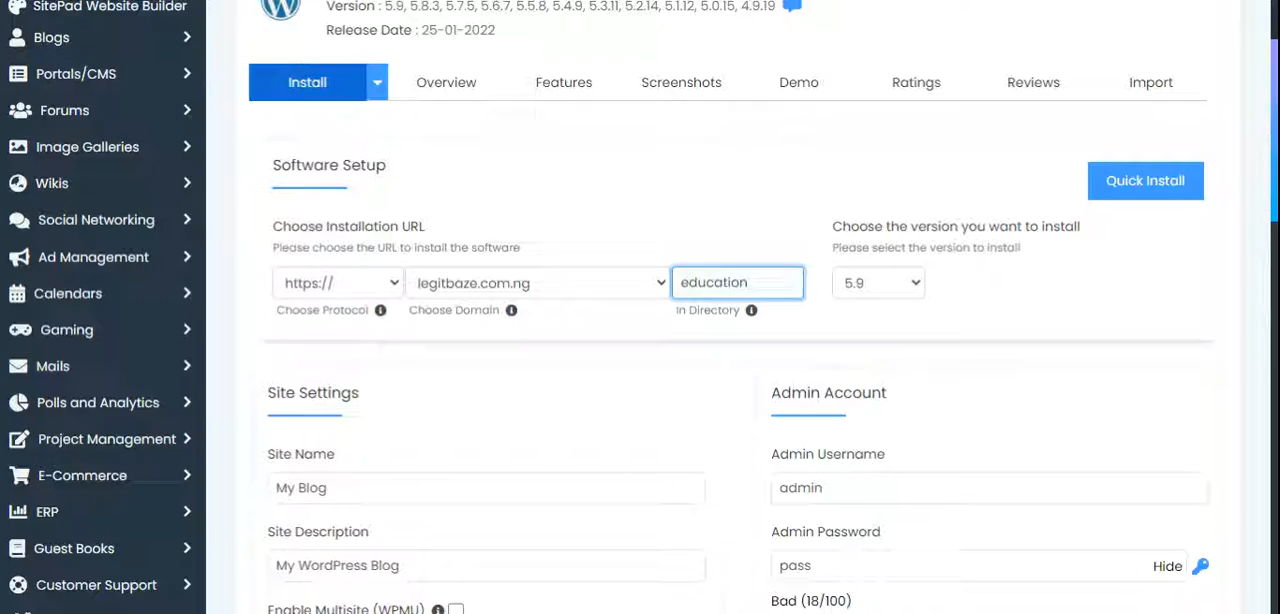 SitePad Website Builder
Blogs
Portals/CMS
Forums
Image Galleries
Wikis
Social Networking
Ad Management
Calendars
Gaming
Mails
Polls and Analytics
Project Management
E-Commerce
ERP
Guest Books
Customer Support
Version : 5.9, 5.8.3, 5.7.5, 5.6.7, 5.5.8, 5.4.9, 5.3.11, 5.2.14, 5.1.12, 5.0.15, 4.9.19
Release Date : 25-01-2022
Install Overview Features Screenshots Demo Ratings Reviews Import
Software Setup
Quick Install
Choose Installation URL
Please choose the URL to install the software
https:// legitbaze.com.ng education
Choose Protocol Choose Domain In Directory
Choose the version you want to install
Please select the version to install
5.9
Site Settings
Site Name
My Blog
Site Description
My WordPress Blog
Enable Multisite (WPMU)
Admin Account
Admin Username
admin
Admin Password
pass Hide
Bad (18/100)